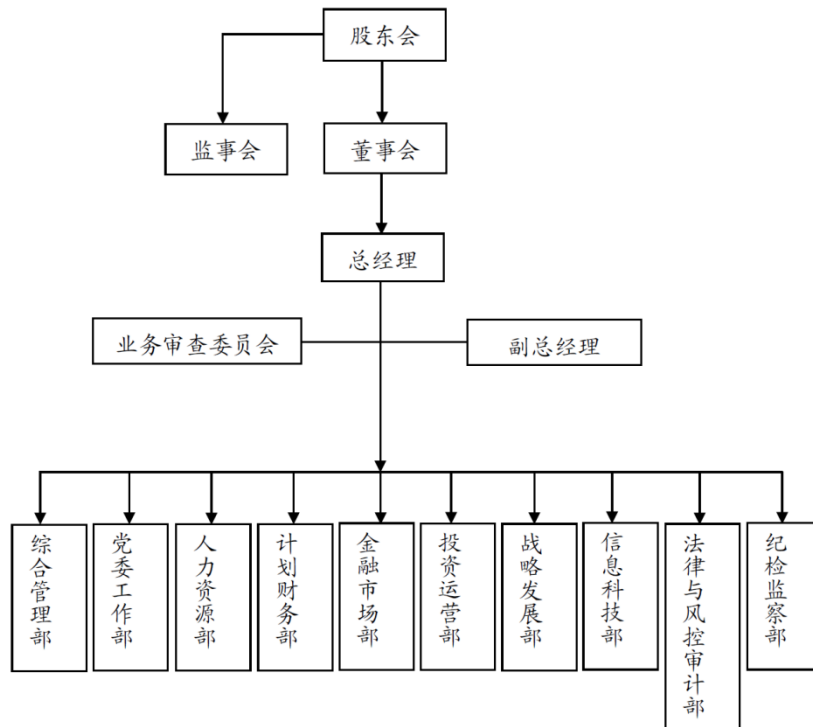 股东会
监事会
董事会
总经理
业务审查委员会
副总经理
综合管理部
党委工作部
人力资源部
计划财务部
金融市场部
投资运营部
战略发展部
信息科技部
法律与风控审计部
纪检监察部